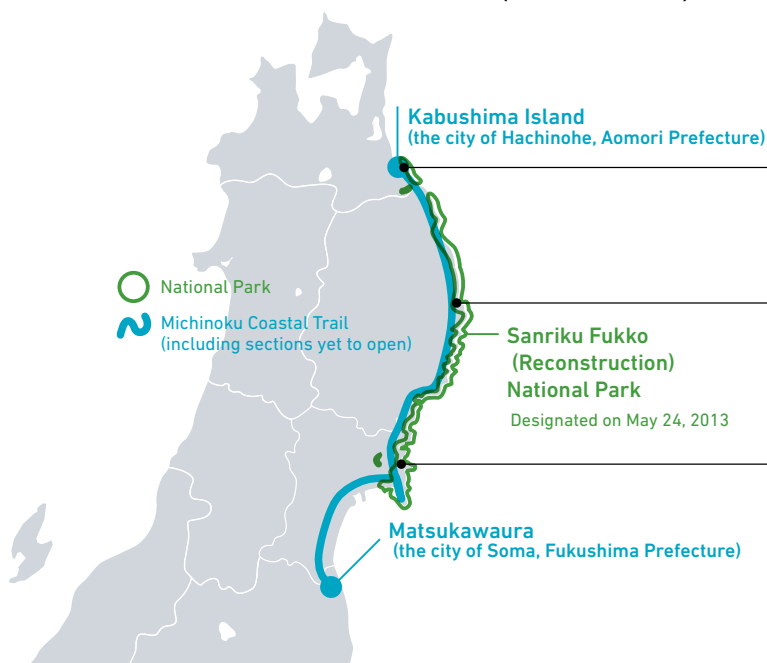 Kabushima Island
(the city of Hachinohe, Aomori Prefecture)
National Park
Michinoku Coastal Trail
(including sections yet to open)
Sanriku Fukko
(Reconstruction)
National Park
Designated on May 24, 2013
Matsukawaura
(the city of Soma, Fukushima Prefecture)